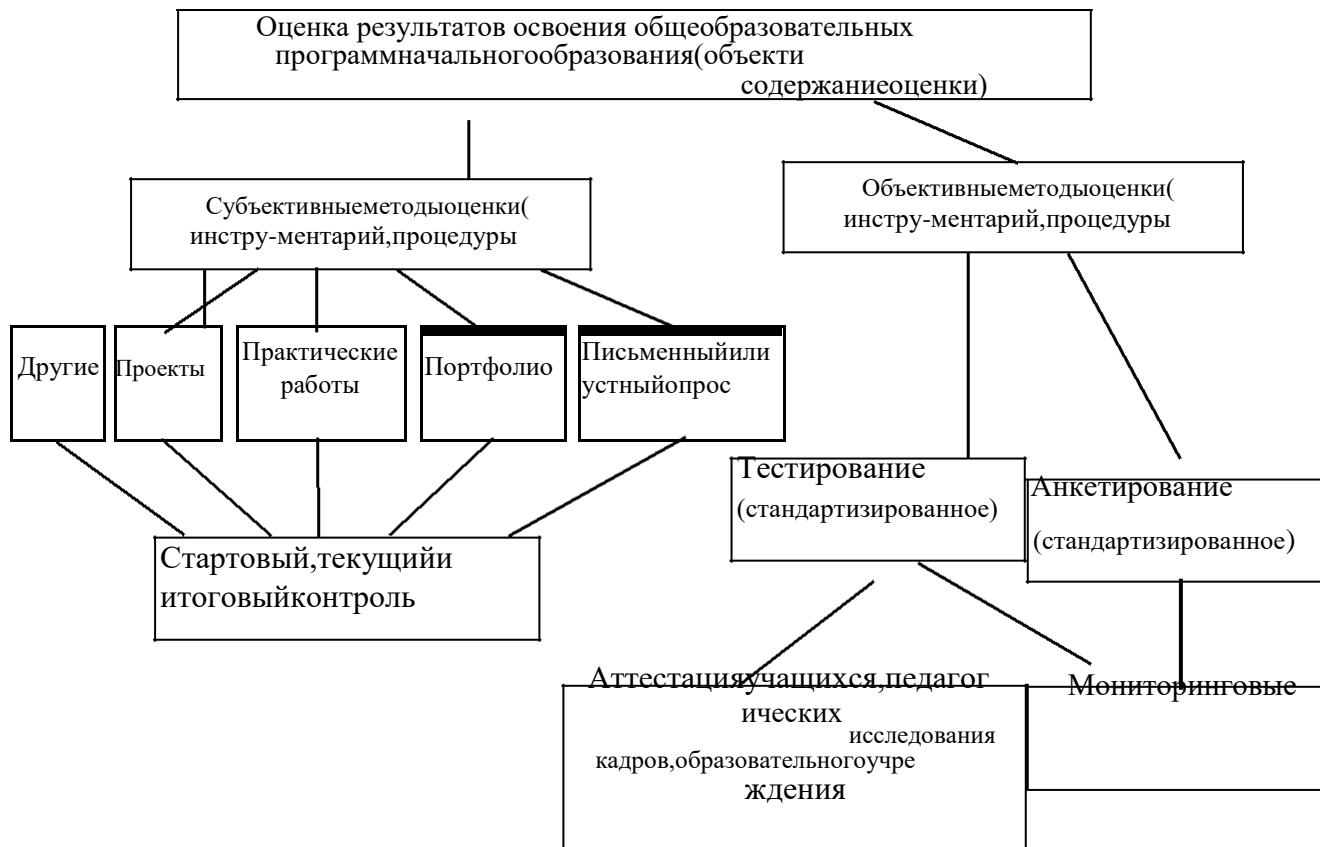 Оценка результатов освоения общеобразовательных
программначальногообразования(объекти
содержаниеоценки)
Субъективныеметодыоценки(
инстру-ментарий,процедуры
Объективныеметодыоценки(
инстру-ментарий,процедуры
Другие
Проекты
Практические
работы
Портфолио
Письменныйили
устныйопрос
Тестирование
(стандартизированное)
Анкетирование
(стандартизированное)
Стартовый,текущийи
итоговыйконтроль
Аттестацияучащихся,педагог
ических
исследования
кадров,образовательногоучре
ждения
Мониторинговые